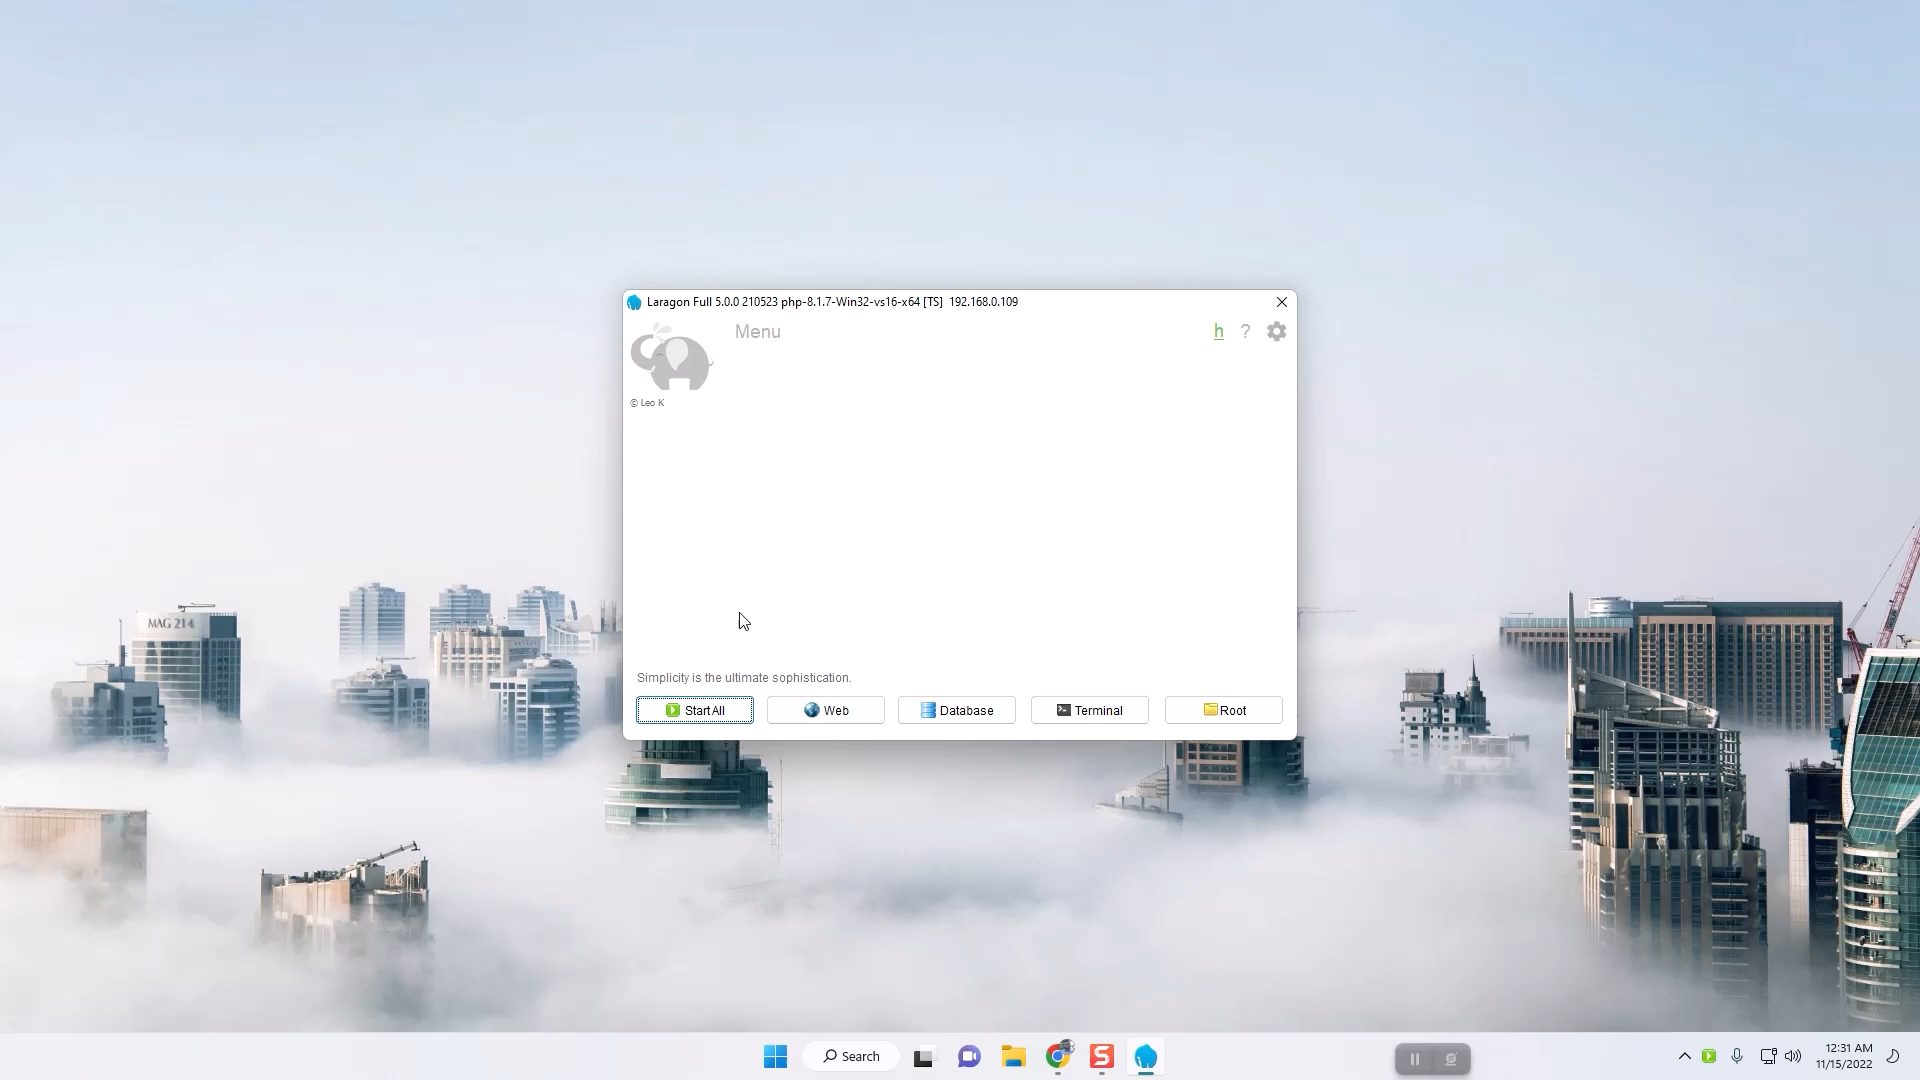 Laragon Full 5.0.0 210523 php-8.1.7-Win32-vs16-x64 [TS]  192.168.0.109
Menu
h ?
© Leo K
MAG 214
Simplicity is the ultimate sophistication.
Start All Web Database Terminal Root
Search
12:31 AM
11/15/2022